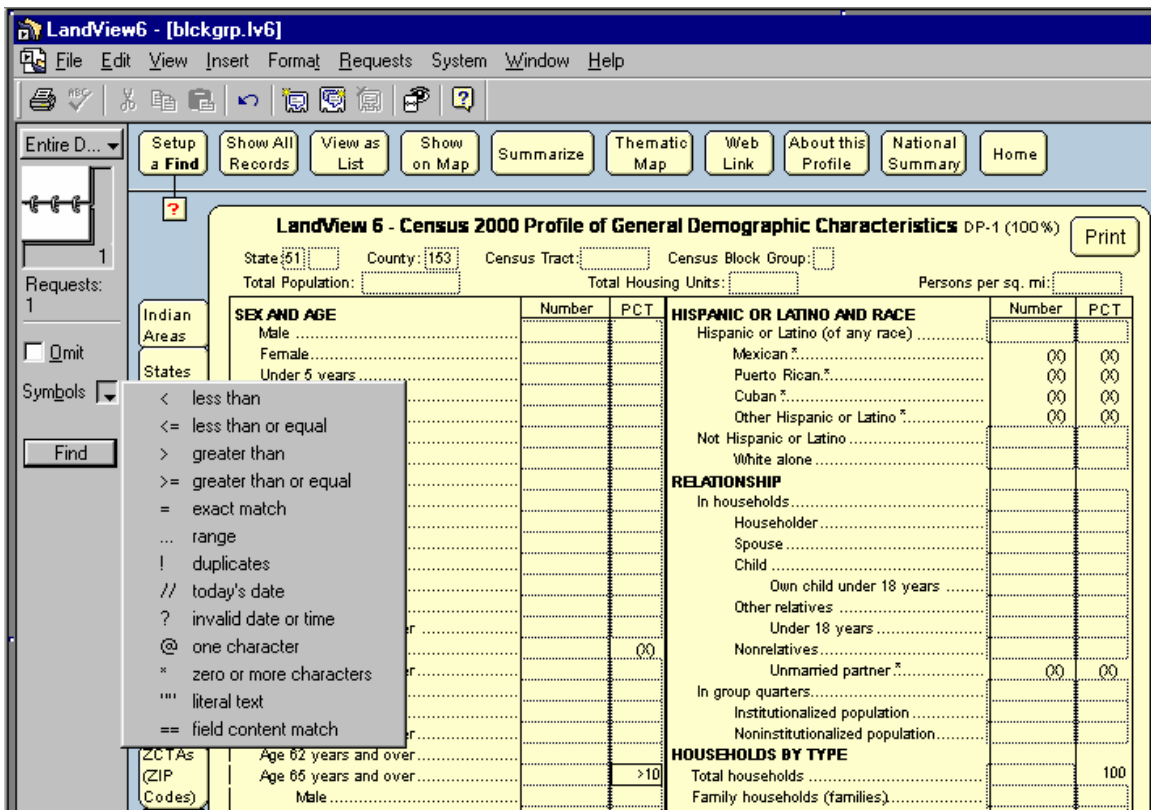 LandView6 - [blckgrp.lv6]
File Edit View Insert Format Requests System Window Help
ABC
Entire D...
1
Requests:
1
Omit
Symbols
Find
Setup a Find
Show All Records
View as List
Show on Map
Summarize
Thematic Map
Web Link
About this Profile
National Summary
Home
?
LandView 6 - Census 2000 Profile of General Demographic Characteristics DP-1 (100%)
Print
State: 51 County: 153 Census Tract: Census Block Group:
Total Population: Total Housing Units: Persons per sq. mi:
Indian Areas
States
ZCTAs (ZIP Codes)
< less than
<= less than or equal
> greater than
>= greater than or equal
= exact match
... range
! duplicates
// today's date
? invalid date or time
@ one character
* zero or more characters
"" literal text
== field content match
SEX AND AGE Number PCT
Male
Female
Under 5 years
er
(X)
er
er
Age 62 years and over
Age 65 years and over >10
Male
HISPANIC OR LATINO AND RACE Number PCT
Hispanic or Latino (of any race)
Mexican * (X) (X)
Puerto Rican * (X) (X)
Cuban * (X) (X)
Other Hispanic or Latino * (X) (X)
Not Hispanic or Latino
White alone
RELATIONSHIP
In households
Householder
Spouse
Child
Own child under 18 years
Other relatives
Under 18 years
Nonrelatives
Unmarried partner * (X) (X)
In group quarters
Institutionalized population
Noninstitutionalized population
HOUSEHOLDS BY TYPE
Total households 100
Family households (families)